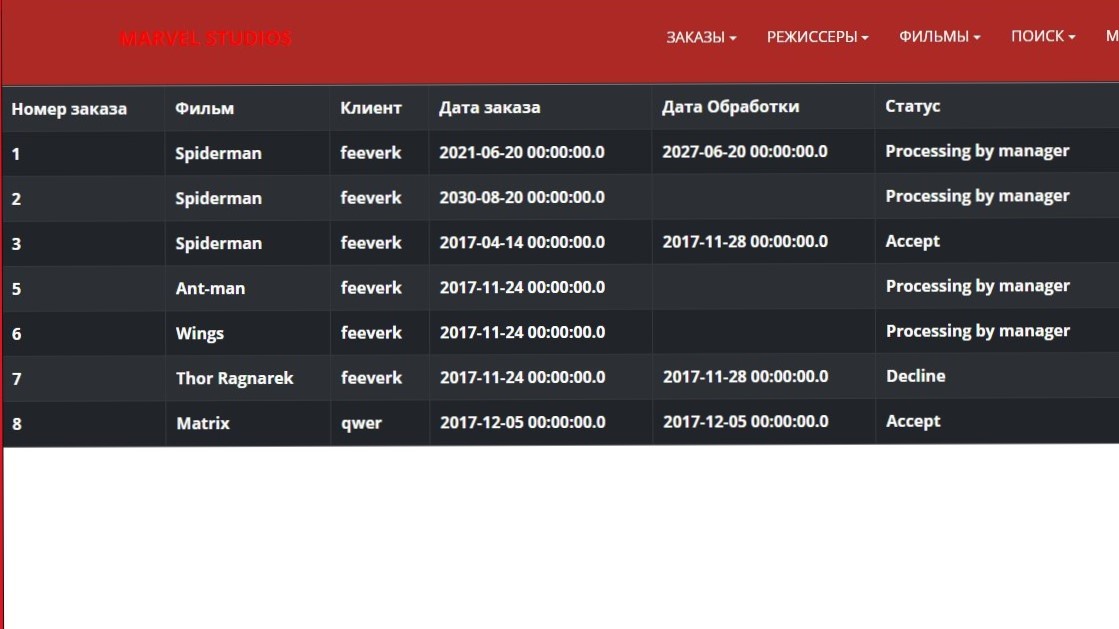 MARVEL STUDIOS ЗАКАЗЫ РЕЖИССЕРЫ ФИЛЬМЫ ПОИСК
Номер заказа Фильм Клиент Дата заказа Дата Обработки Статус
1 Spiderman feeverk 2021-06-20 00:00:00.0 2027-06-20 00:00:00.0 Processing by manager
2 Spiderman feeverk 2030-08-20 00:00:00.0 Processing by manager
3 Spiderman feeverk 2017-04-14 00:00:00.0 2017-11-28 00:00:00.0 Accept
5 Ant-man feeverk 2017-11-24 00:00:00.0 Processing by manager
6 Wings feeverk 2017-11-24 00:00:00.0 Processing by manager
7 Thor Ragnarek feeverk 2017-11-24 00:00:00.0 2017-11-28 00:00:00.0 Decline
8 Matrix qwer 2017-12-05 00:00:00.0 2017-12-05 00:00:00.0 Accept